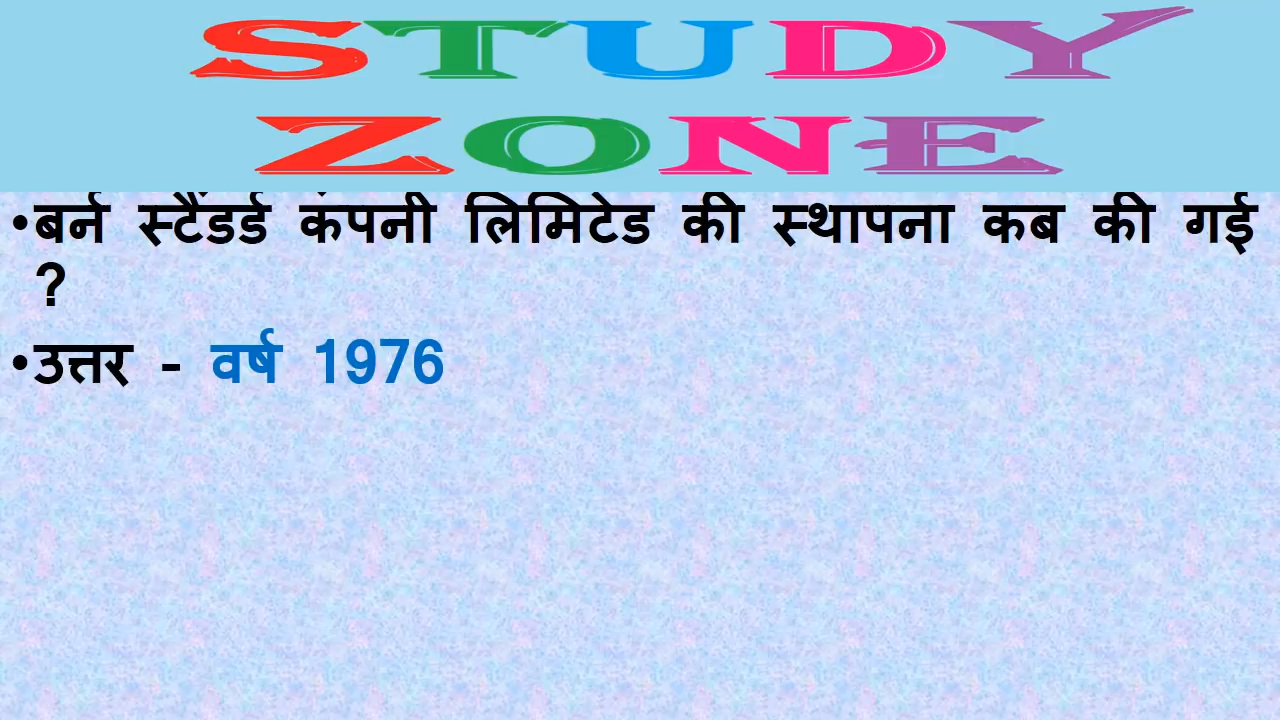 STUDY
ZONE
•बर्न स्टैंडर्ड कंपनी लिमिटेड की स्थापना कब की गई
?
•उत्तर - वर्ष 1976